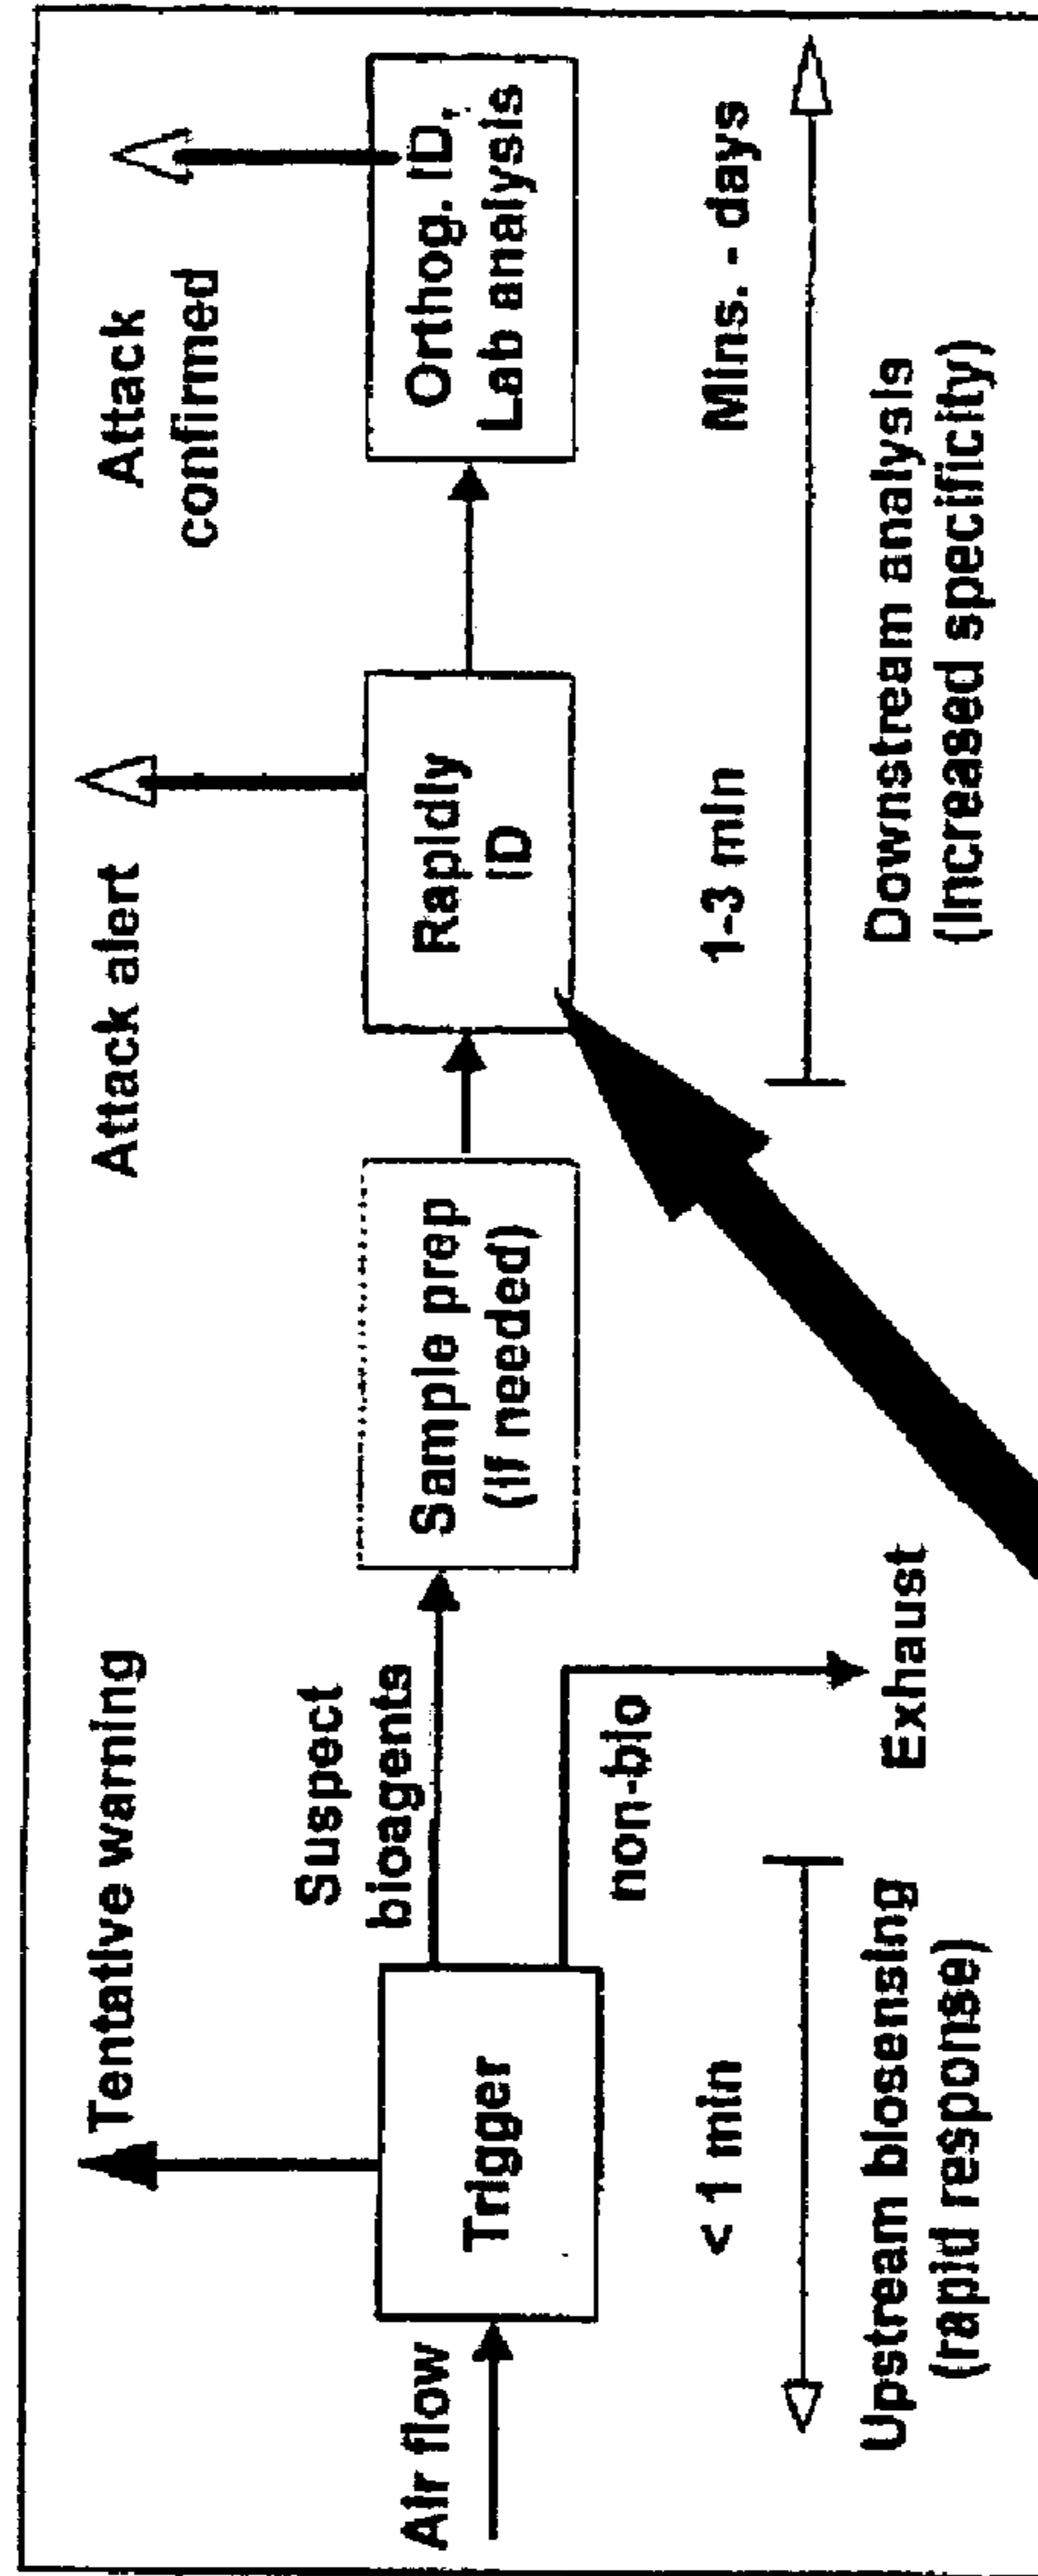 Tentative warning
Attack alert
Attack
confirmed
Air flow
Trigger
Suspect
bioagents
non-bio
Exhaust
Sample prep
(if needed)
Rapidly
ID
Orthog. ID,
Lab analysis
< 1 min
1-3 min
Mins. - days
Upstream biosensing
(rapid response)
Downstream analysis
(Increased specificity)